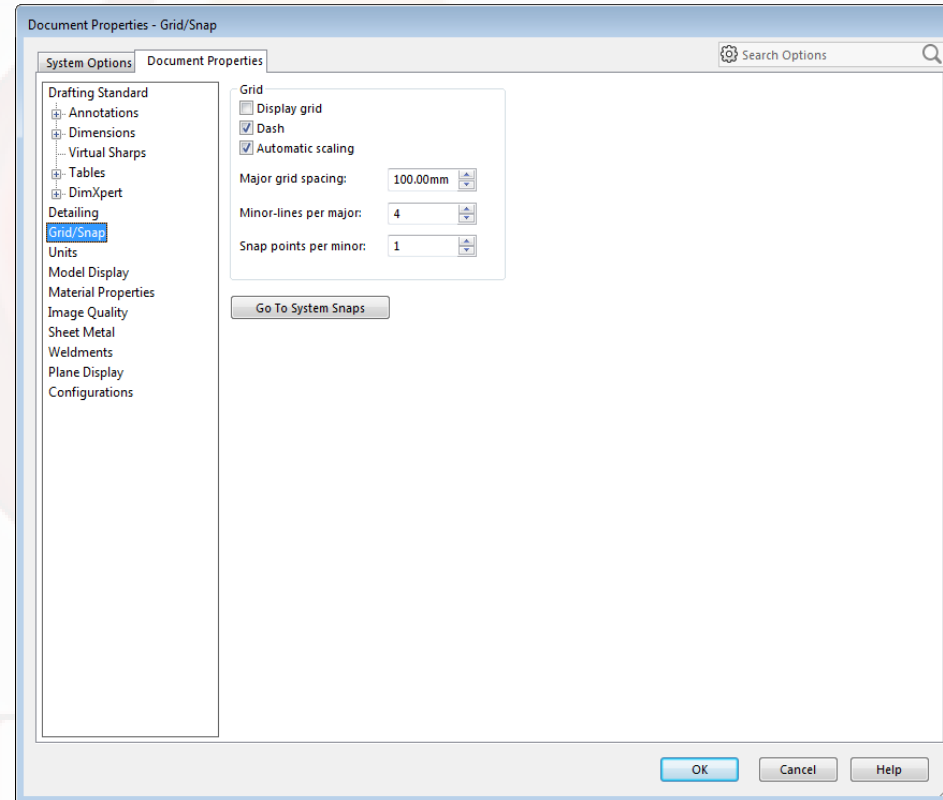 Document Properties - Grid/Snap
System Options
Document Properties
Search Options
Drafting Standard
Annotations
Dimensions
Virtual Sharps
Tables
DimXpert
Detailing
Grid/Snap
Units
Model Display
Material Properties
Image Quality
Sheet Metal
Weldments
Plane Display
Configurations
Grid
Display grid
Dash
Automatic scaling
Major grid spacing: 100.00mm
Minor-lines per major: 4
Snap points per minor: 1
Go To System Snaps
OK Cancel Help